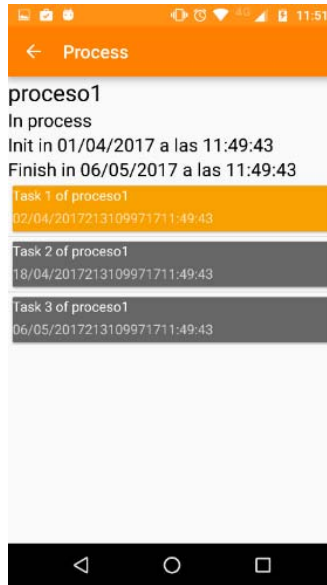 4G 11:51
Process
proceso1
In process
Init in 01/04/2017 a las 11:49:43
Finish in 06/05/2017 a las 11:49:43
Task 1 of proceso1
02/04/2017213109971711:49:43
Task 2 of proceso1
18/04/2017213109971711:49:43
Task 3 of proceso1
06/05/2017213109971711:49:43